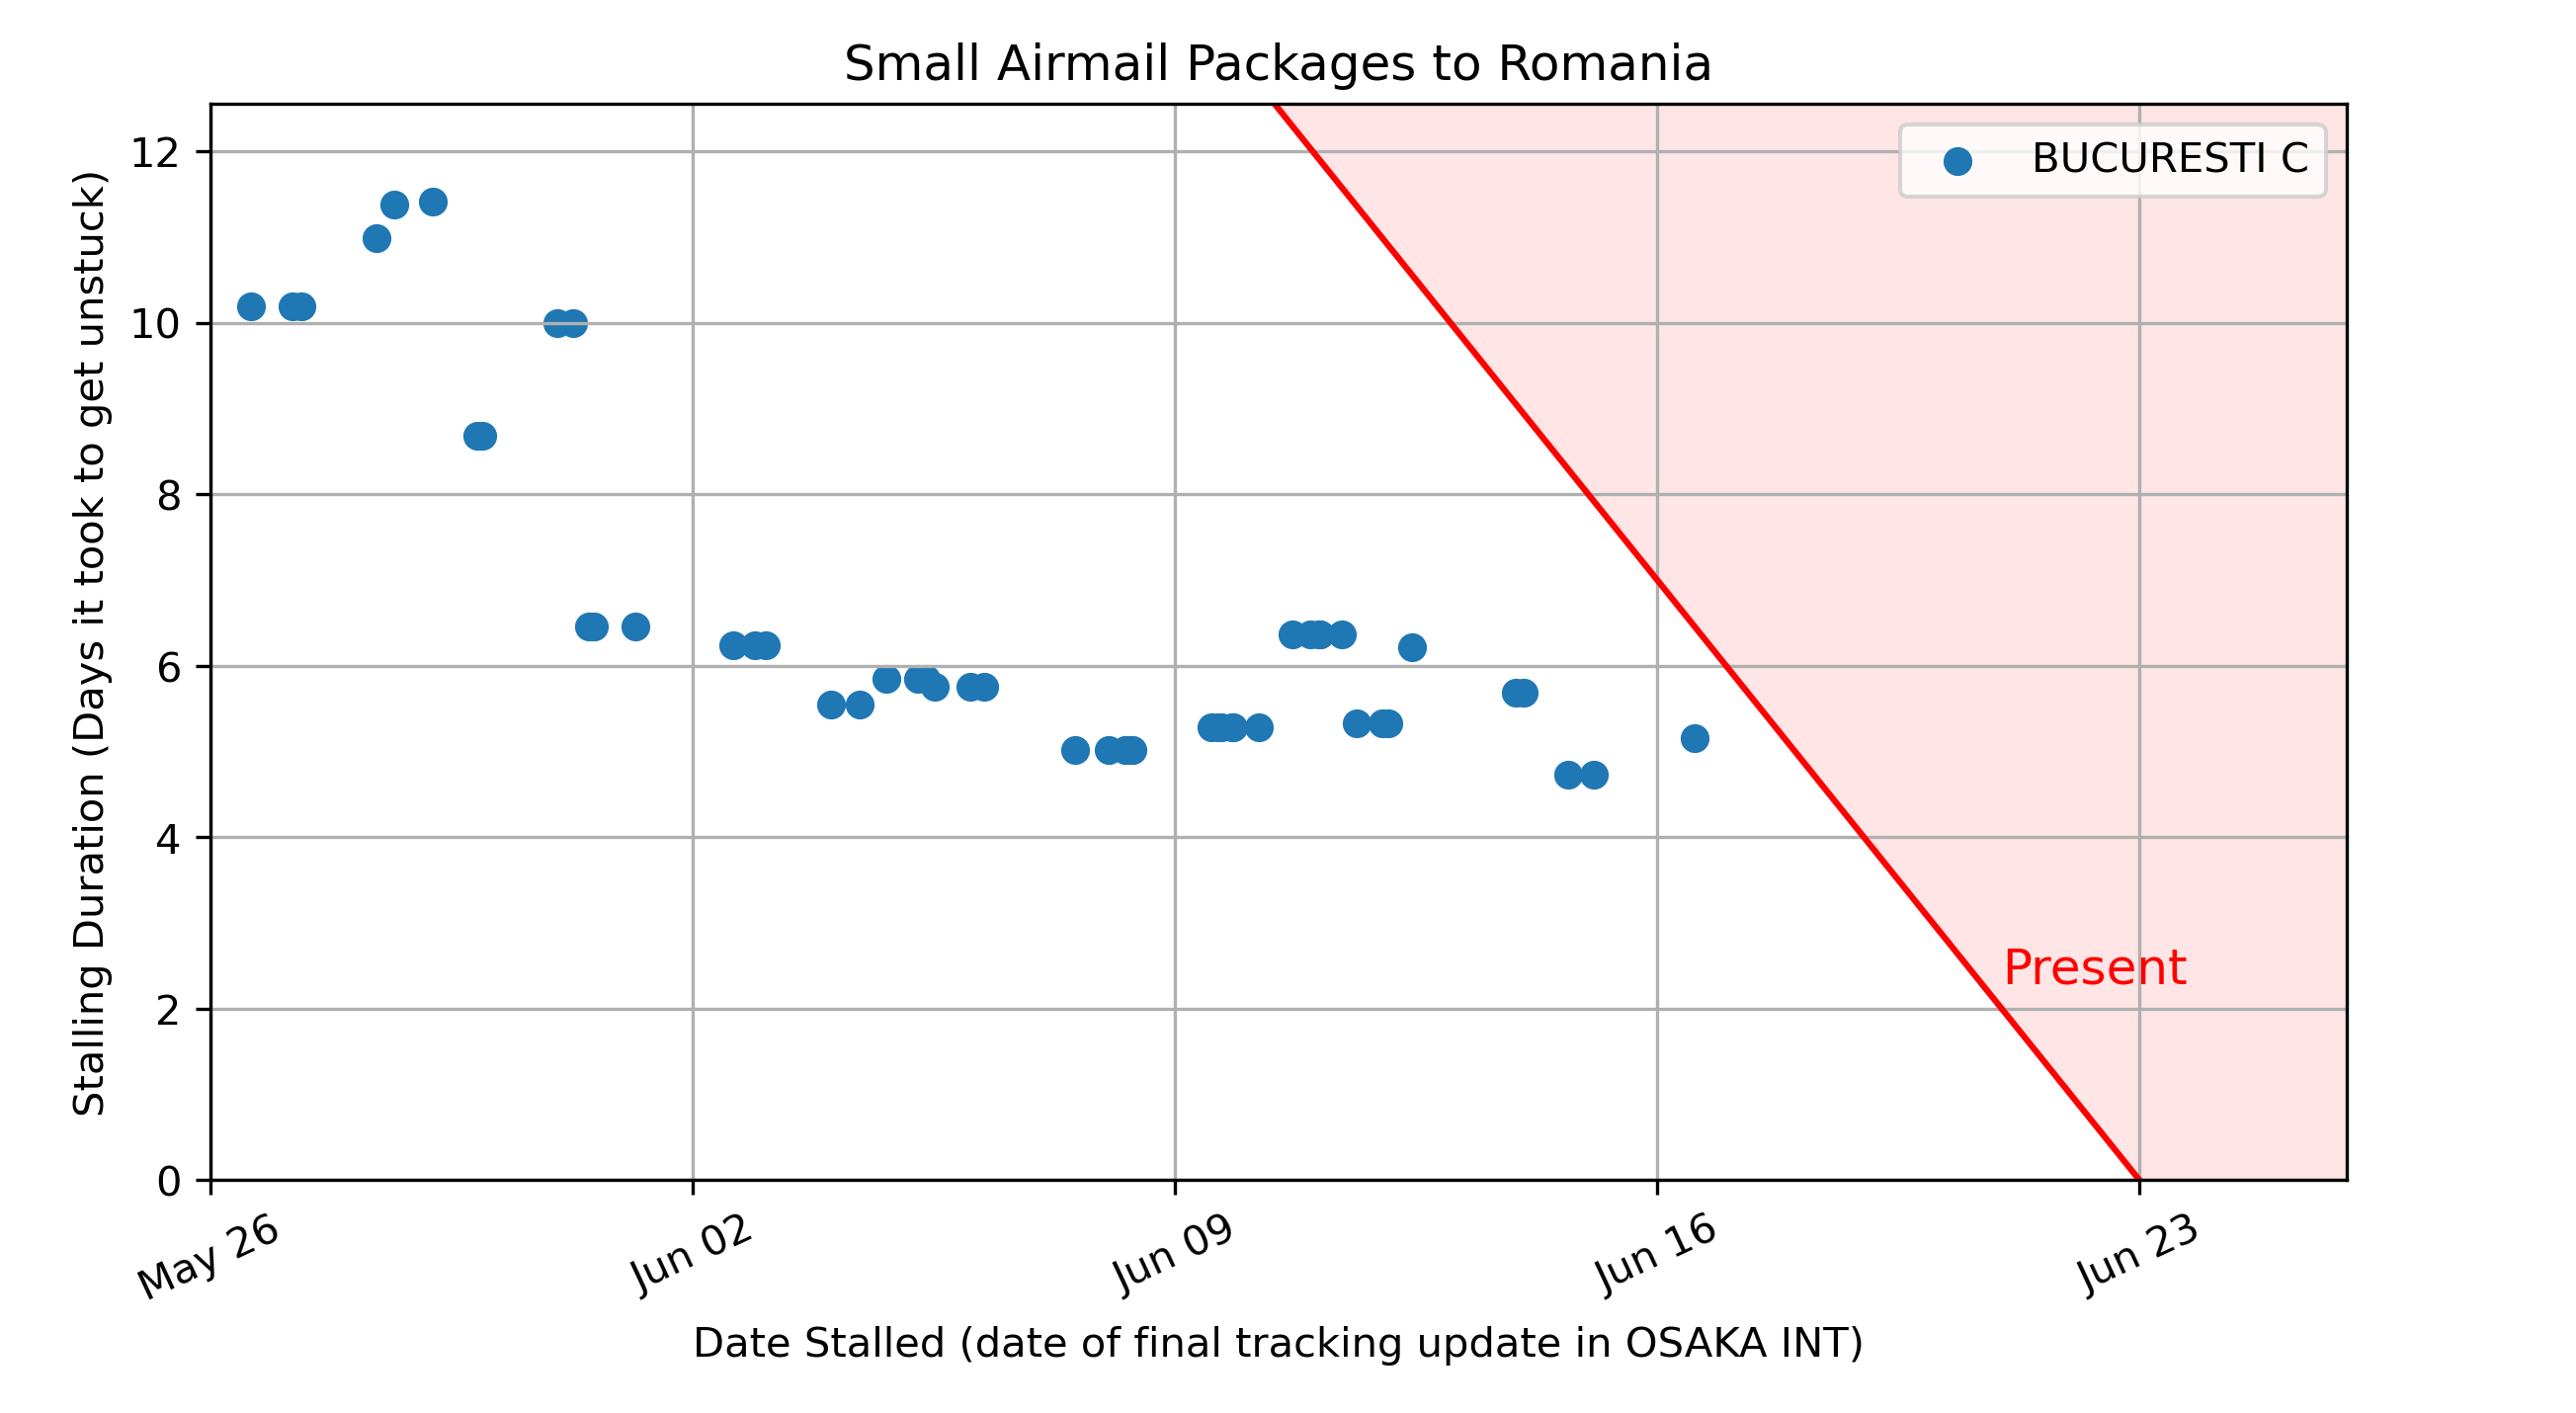 Small Airmail Packages to Romania
BUCURESTI C
Stalling Duration (Days it took to get unstuck)
12
10
8
6
4
2
0
Present
May 26
Jun 02
Jun 09
Jun 16
Jun 23
Date Stalled (date of final tracking update in OSAKA INT)